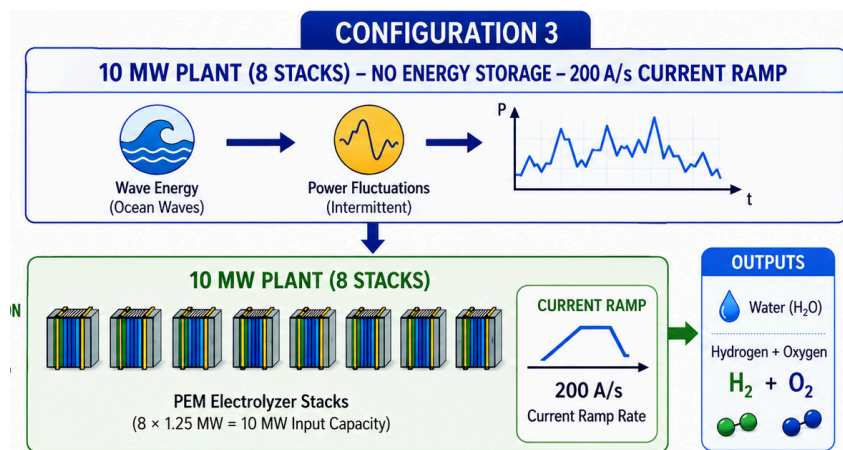 CONFIGURATION 3
10 MW PLANT (8 STACKS) – NO ENERGY STORAGE – 200 A/s CURRENT RAMP
Wave Energy
(Ocean Waves)
Power Fluctuations
(Intermittent)
P
t
10 MW PLANT (8 STACKS)
ON
PEM Electrolyzer Stacks
(8 × 1.25 MW = 10 MW Input Capacity)
CURRENT RAMP
200 A/s
Current Ramp Rate
OUTPUTS
Water (H₂O)
Hydrogen + Oxygen
H₂ + O₂